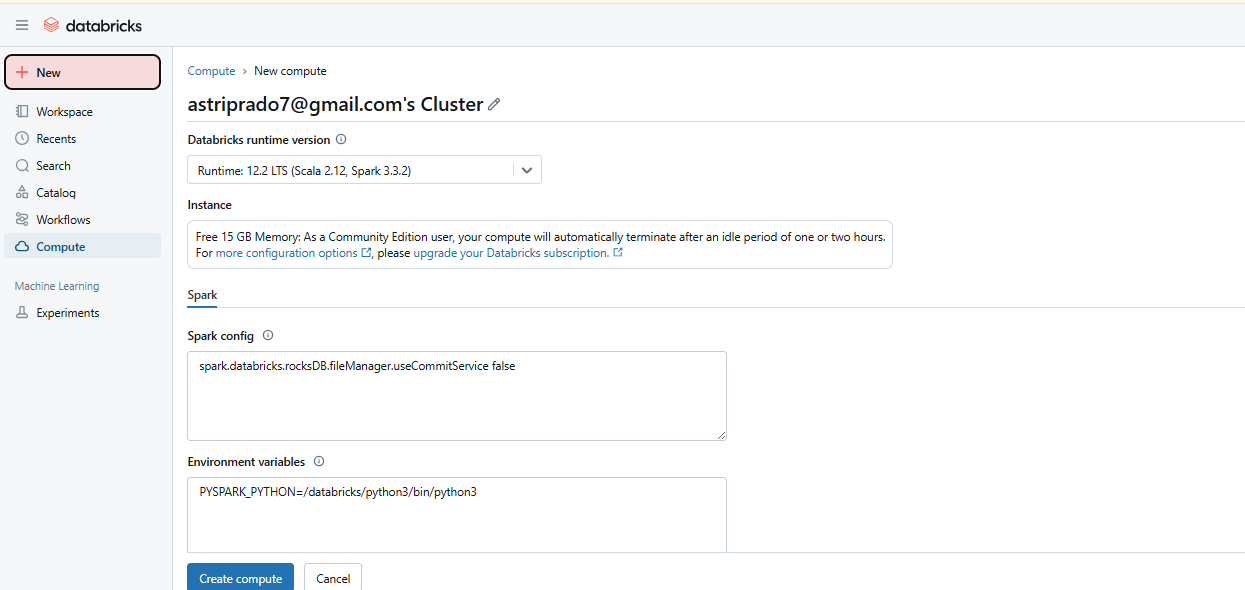 databricks
New
Workspace
Recents
Search
Catalog
Workflows
Compute
Machine Learning
Experiments
Compute › New compute
astriprado7@gmail.com's Cluster
Databricks runtime version
Runtime: 12.2 LTS (Scala 2.12, Spark 3.3.2)
Instance
Free 15 GB Memory: As a Community Edition user, your compute will automatically terminate after an idle period of one or two hours.
For more configuration options, please upgrade your Databricks subscription.
Spark
Spark config
spark.databricks.rocksDB.fileManager.useCommitService false
Environment variables
PYSPARK_PYTHON=/databricks/python3/bin/python3
Create compute
Cancel